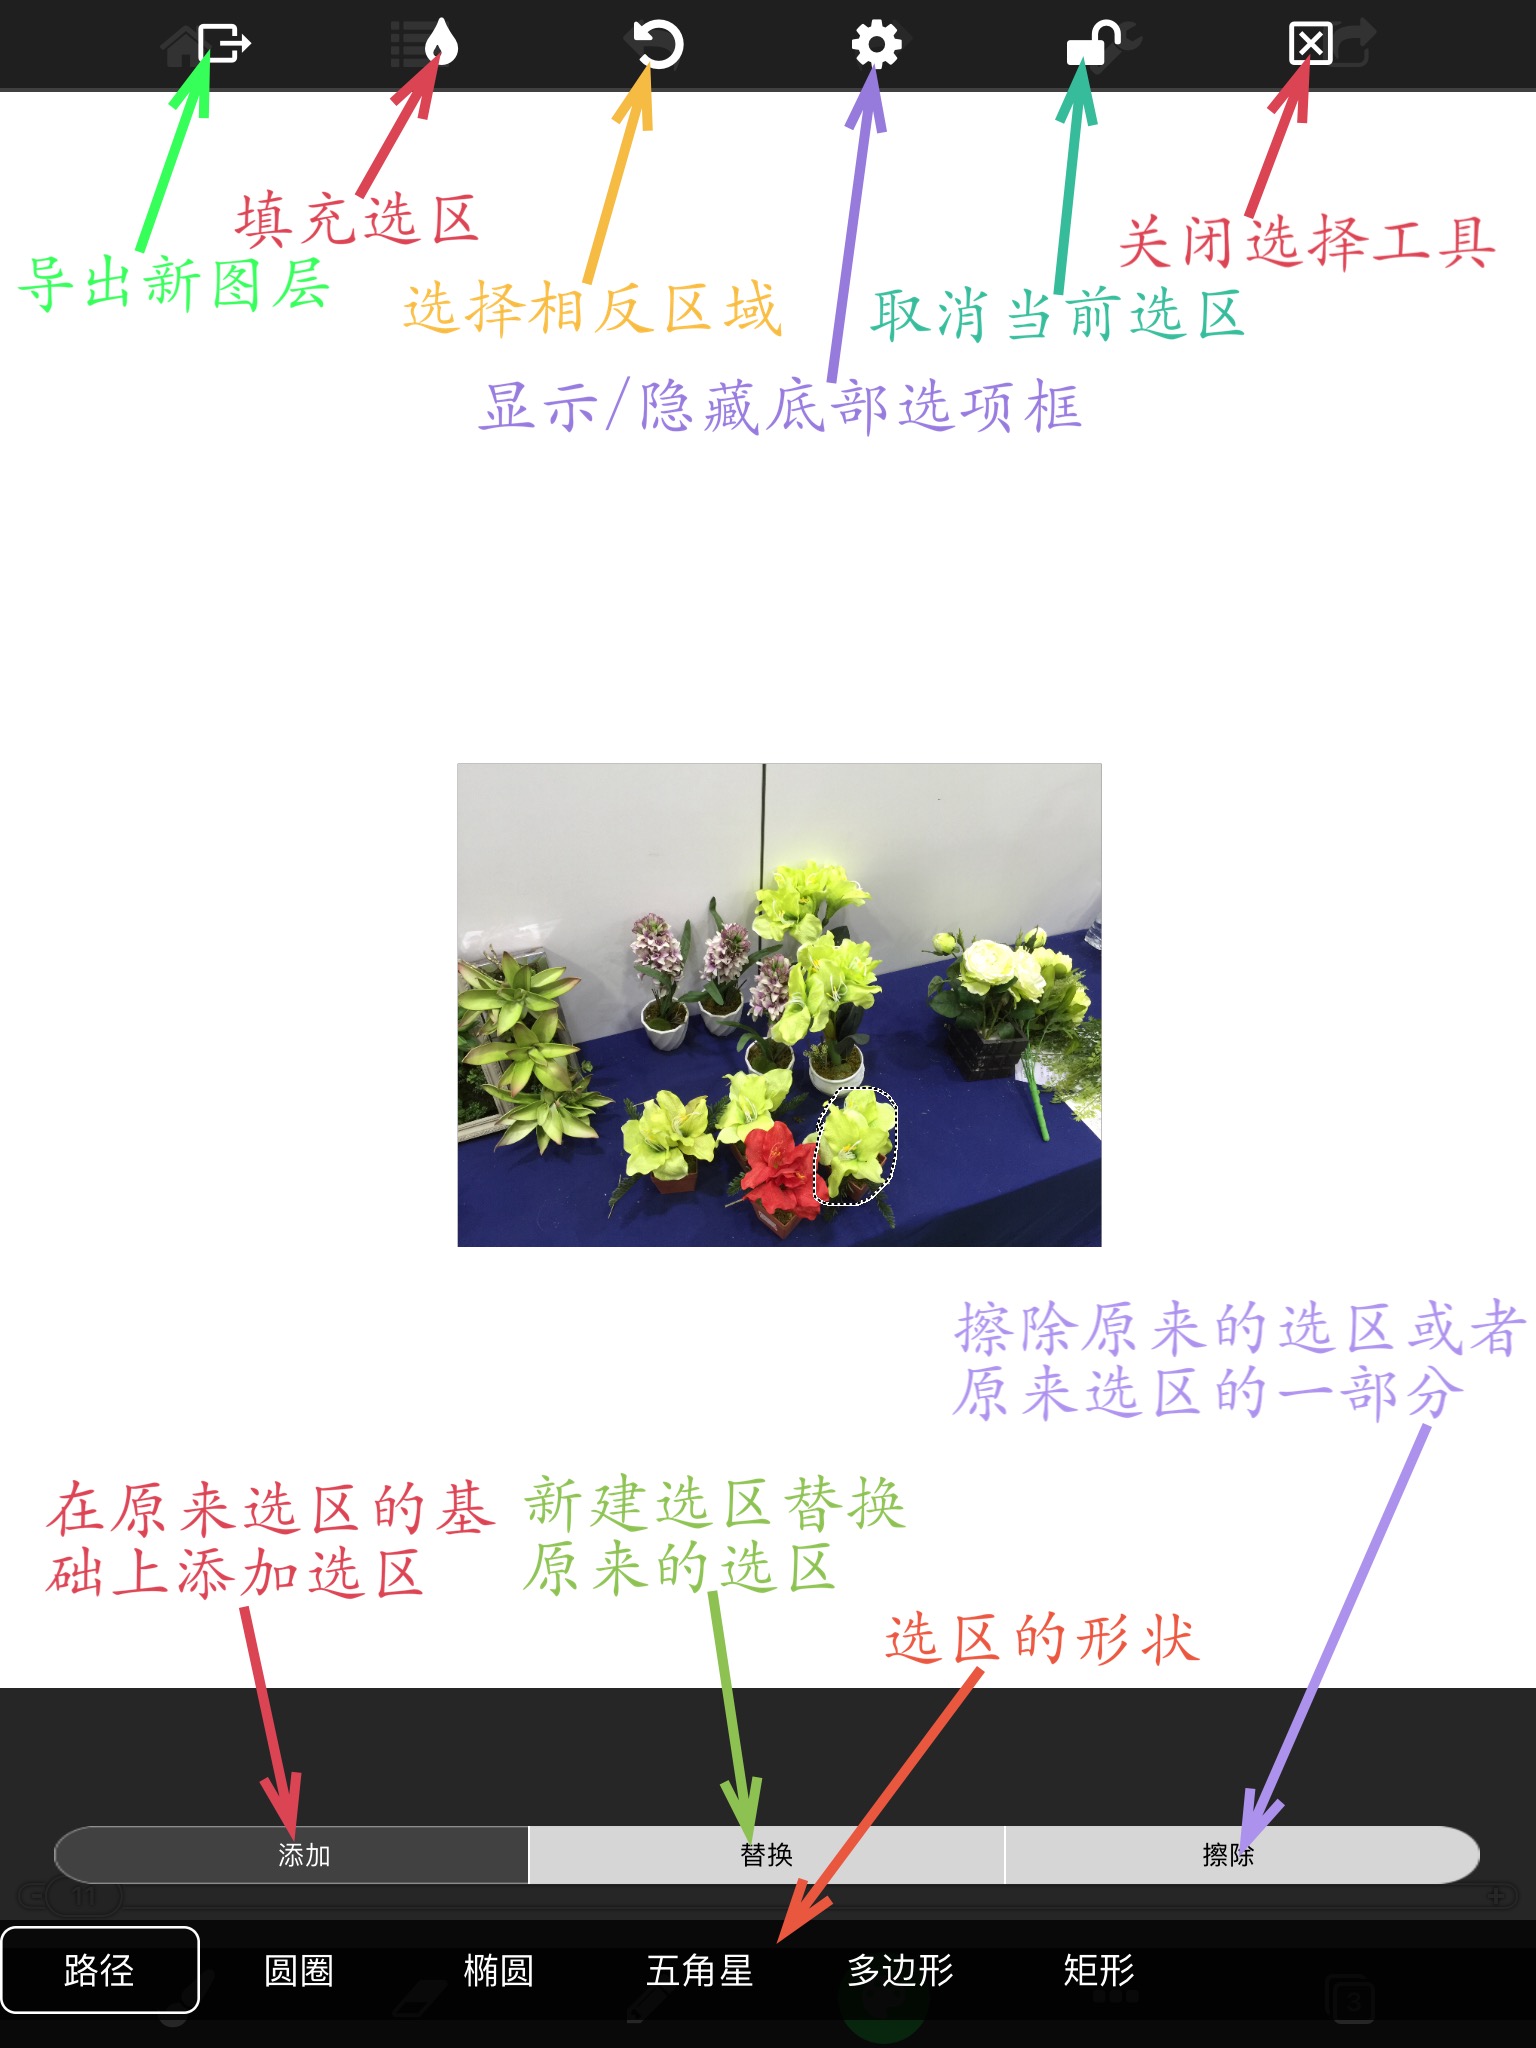 填充选区
导出新图层
关闭选择工具
选择相反区域
取消当前选区
显示/隐藏底部选项框
擦除原来的选区或者
原来选区的一部分
在原来选区的基
础上添加选区
新建选区替换
原来的选区
选区的形状
添加
替换
擦除
11
路径
圆圈
椭圆
五角星
多边形
矩形
3